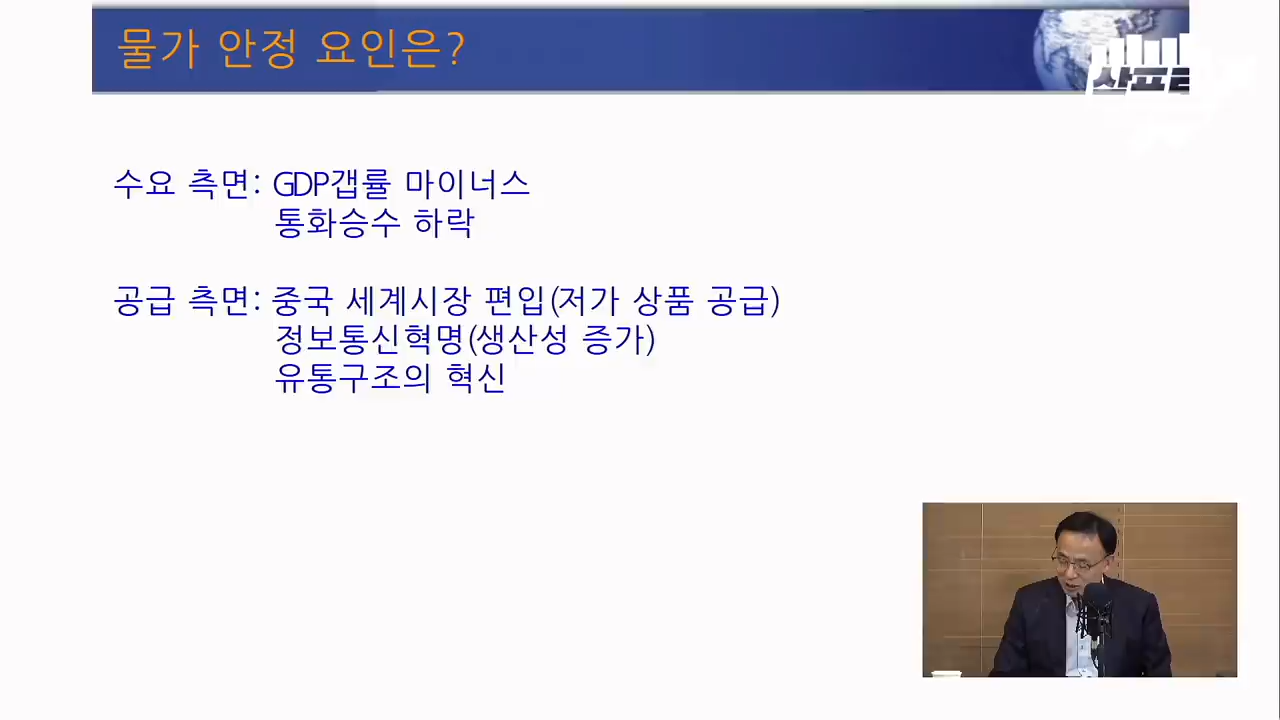 물가 안정 요인은?
수요 측면: GDP갭률 마이너스
통화승수 하락
공급 측면: 중국 세계시장 편입(저가 상품 공급)
정보통신혁명(생산성 증가)
유통구조의 혁신